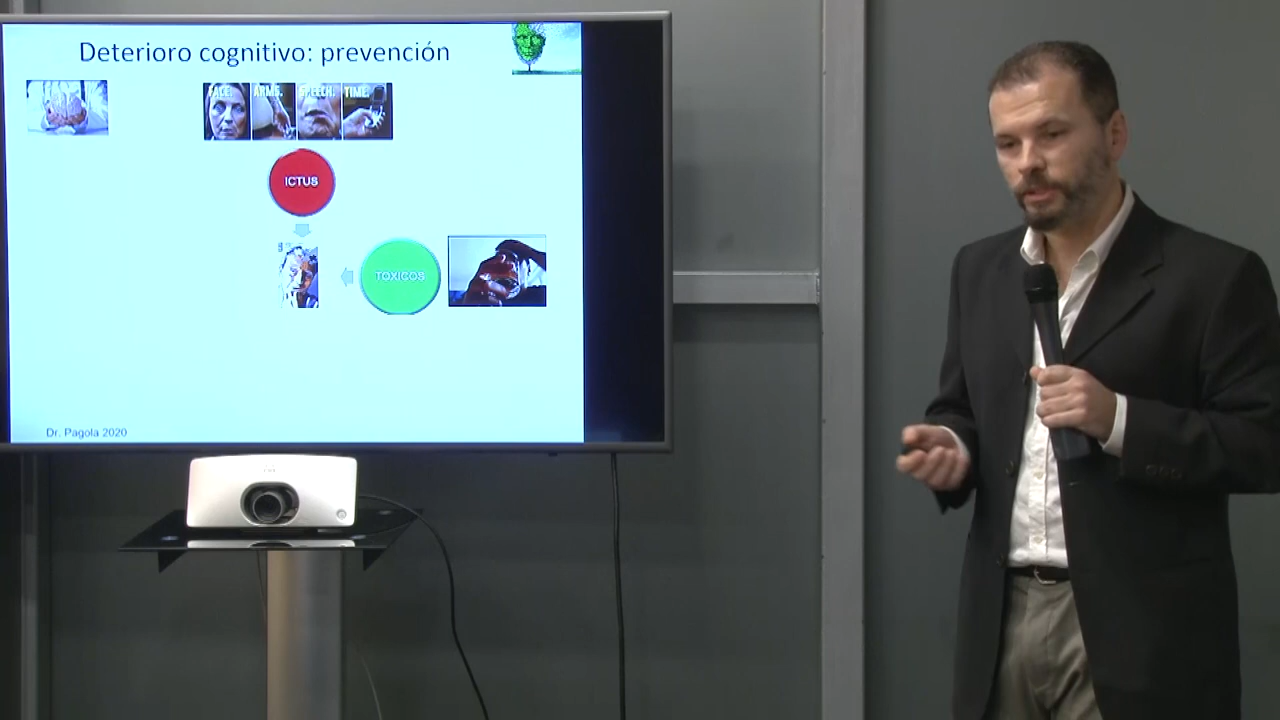 Deterioro cognitivo: prevención
FACE. ARMS. SPEECH. TIME.
ICTUS
TOXICOS
Dr. Pagola 2020